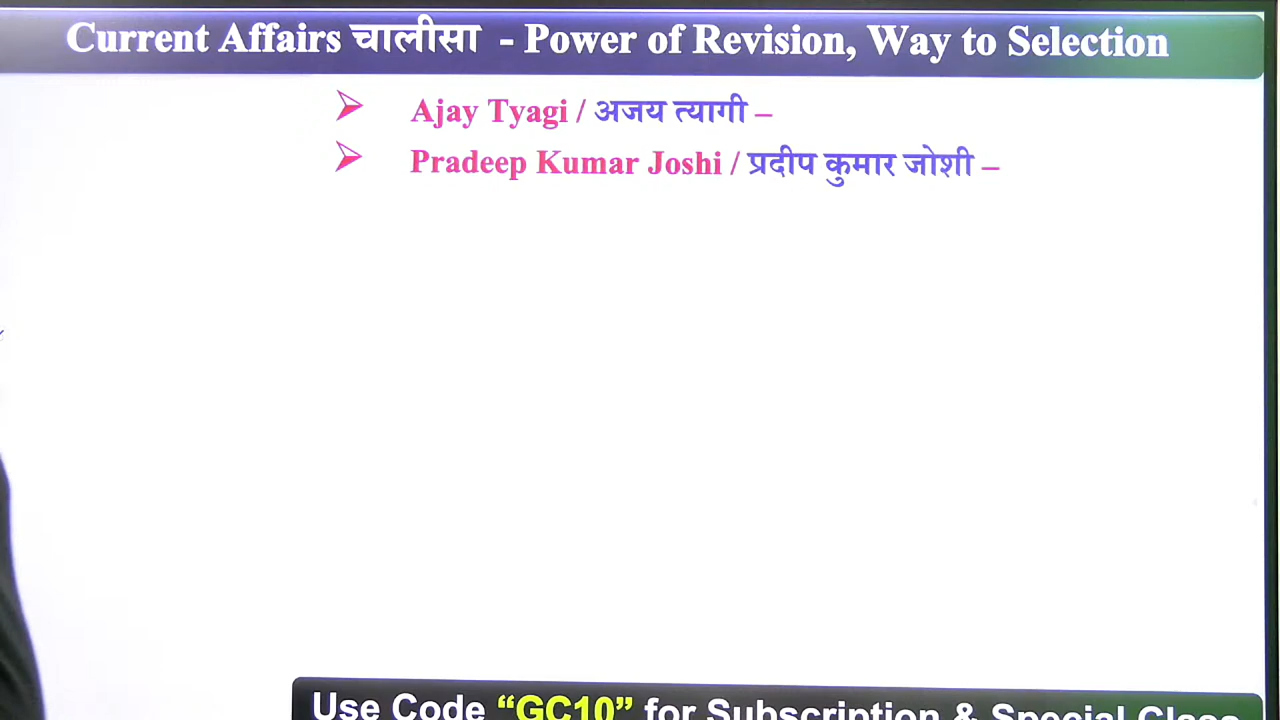 Current Affairs चालीसा - Power of Revision, Way to Selection
Ajay Tyagi / अजय त्यागी –
Pradeep Kumar Joshi / प्रदीप कुमार जोशी –
Use Code “GC10” for Subscription & Special Class